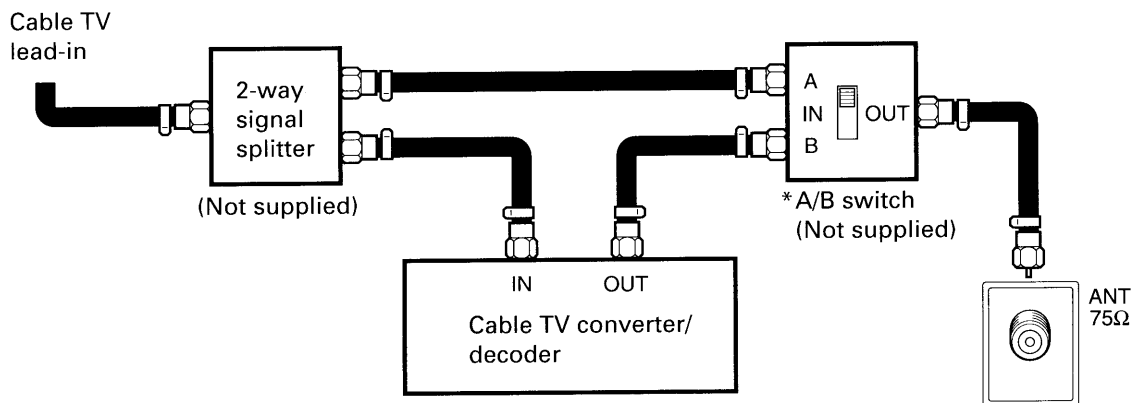 Cable TV
lead-in
2-way
signal
splitter
(Not supplied)
A
IN
B
OUT
*A/B switch
(Not supplied)
IN
OUT
Cable TV converter/
decoder
ANT
75Ω